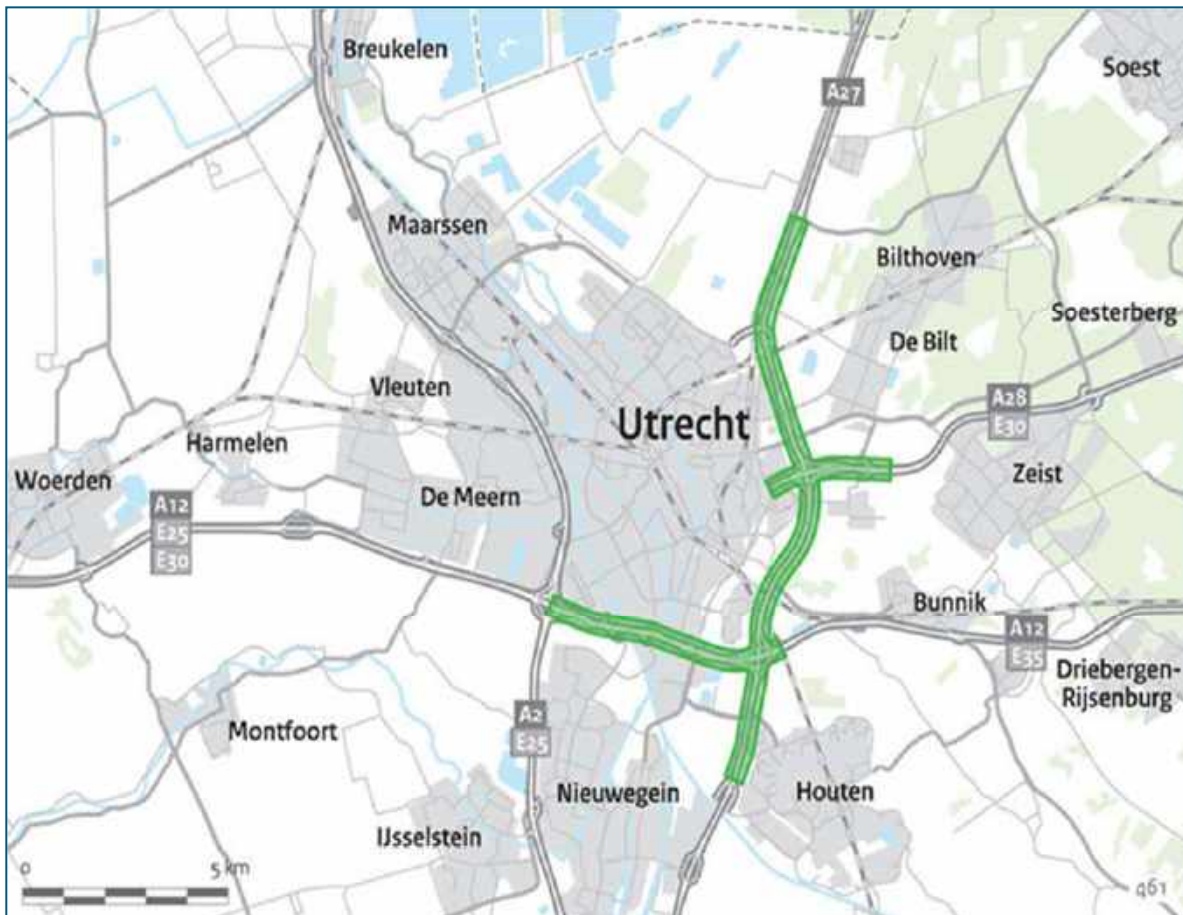 Breukelen
Soest
A27
Maarssen
Bilthoven
Soesterberg
De Bilt
Vleuten
A28
E30
Utrecht
Harmelen
Woerden
De Meern
Zeist
A12
E25
E30
Bunnik
A12
E35
Driebergen-
Rijsenburg
A2
E25
Montfoort
Nieuwegein
Houten
IJsselstein
0
5 km
461